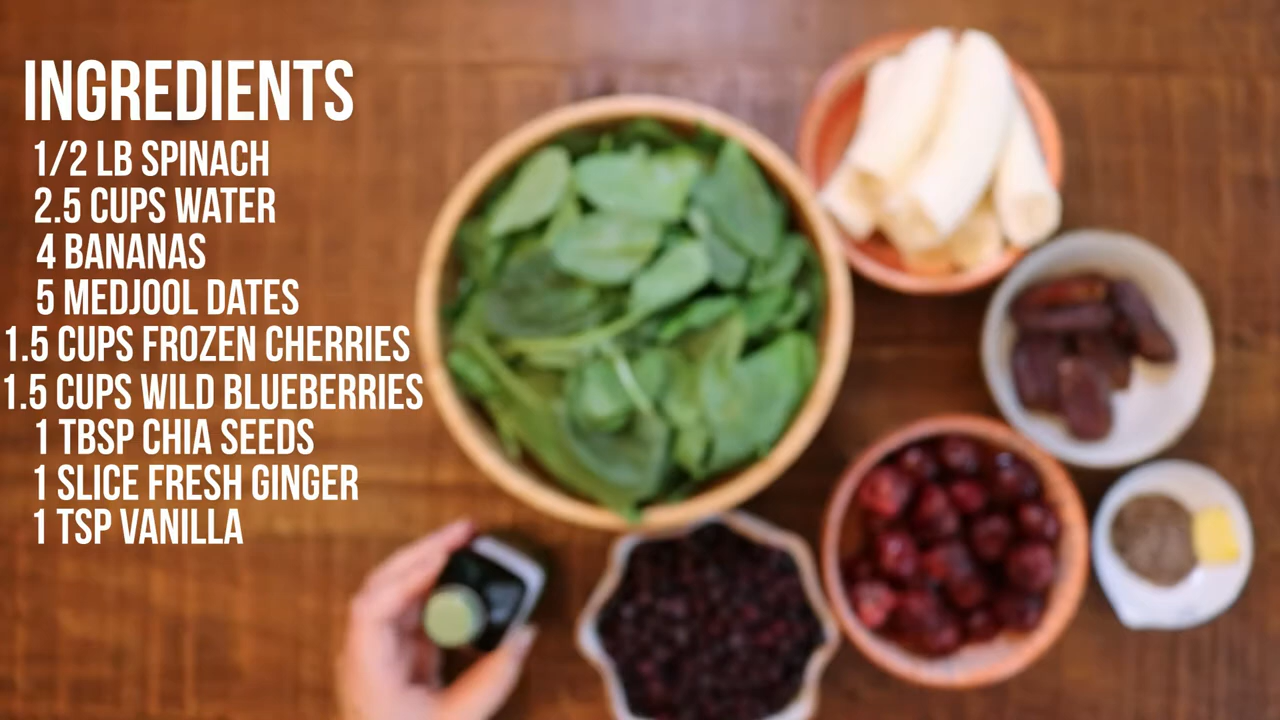 INGREDIENTS
1/2 LB SPINACH
2.5 CUPS WATER
4 BANANAS
5 MEDJOOL DATES
1.5 CUPS FROZEN CHERRIES
1.5 CUPS WILD BLUEBERRIES
1 TBSP CHIA SEEDS
1 SLICE FRESH GINGER
1 TSP VANILLA